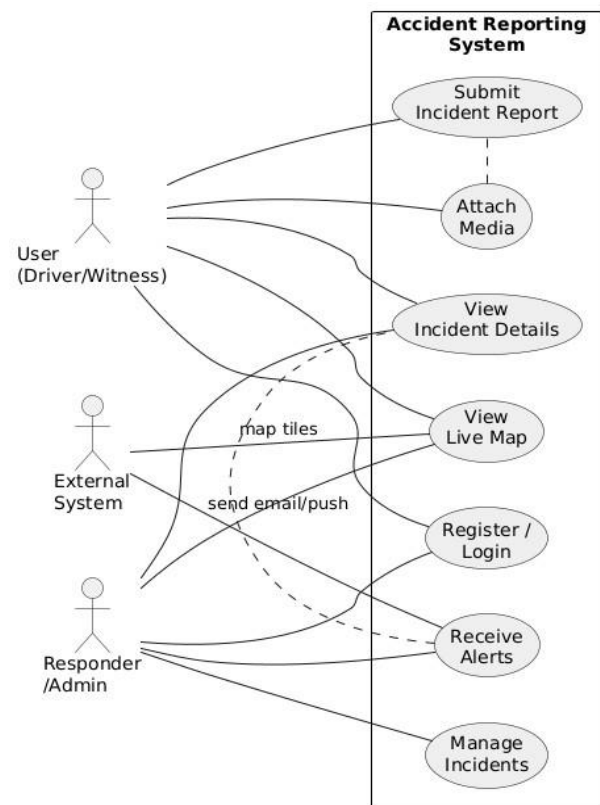 Accident Reporting
System
Submit
Incident Report
Attach
Media
User
(Driver/Witness)
View
Incident Details
map tiles
View
Live Map
External
System
send email/push
Register /
Login
Responder
/Admin
Receive
Alerts
Manage
Incidents